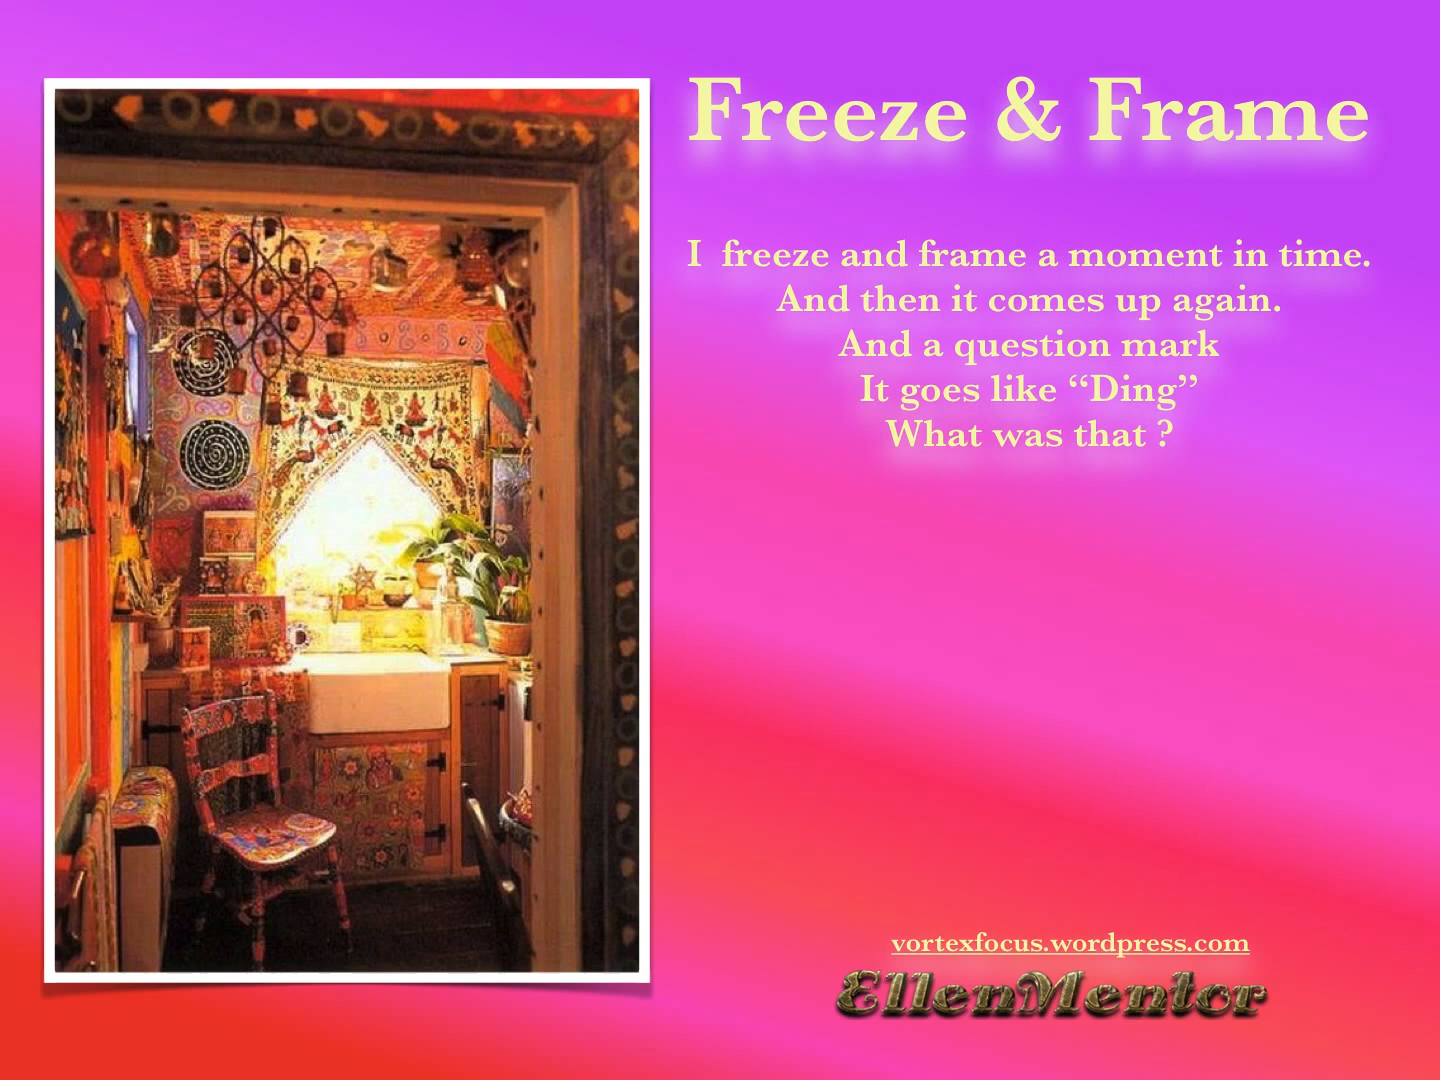 Freeze & Frame
I freeze and frame a moment in time.
And then it comes up again.
And a question mark
It goes like “Ding”
What was that ?
vortexfocus.wordpress.com
EllenMentor